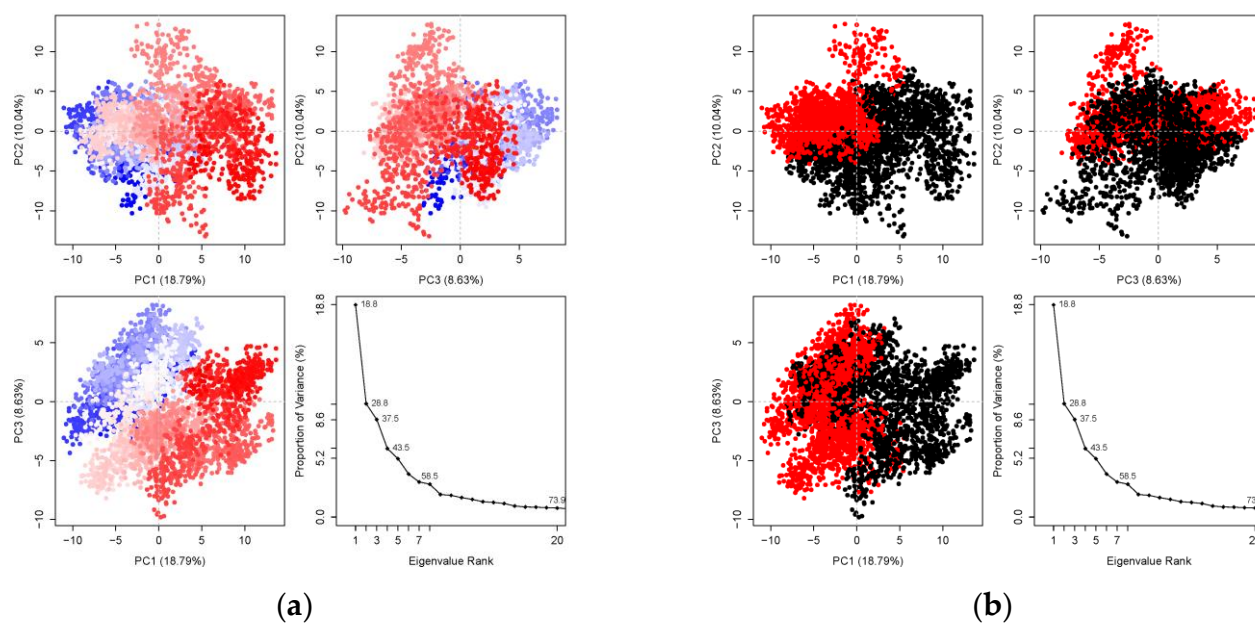 PC2 (10.04%)
10
5
0
−5
−10
−10 −5 0 5 10
PC1 (18.79%)
PC2 (10.04%)
10
5
0
−5
−10
−10 −5 0 5
PC3 (8.63%)
PC3 (8.63%)
5
0
−5
−10
−10 −5 0 5 10
PC1 (18.79%)
Proportion of Variance (%)
18.8
8.6
5.2
0.0
18.8
28.8
37.5
43.5
58.5
73.9
1 3 5 7 20
Eigenvalue Rank
(a)
PC2 (10.04%)
10
5
0
−5
−10
−10 −5 0 5 10
PC1 (18.79%)
PC2 (10.04%)
10
5
0
−5
−10
−10 −5 0 5
PC3 (8.63%)
PC3 (8.63%)
5
0
−5
−10
−10 −5 0 5 10
PC1 (18.79%)
Proportion of Variance (%)
18.8
8.6
5.2
0.0
18.8
28.8
37.5
43.5
58.5
73
1 3 5 7 2
Eigenvalue Rank
(b)